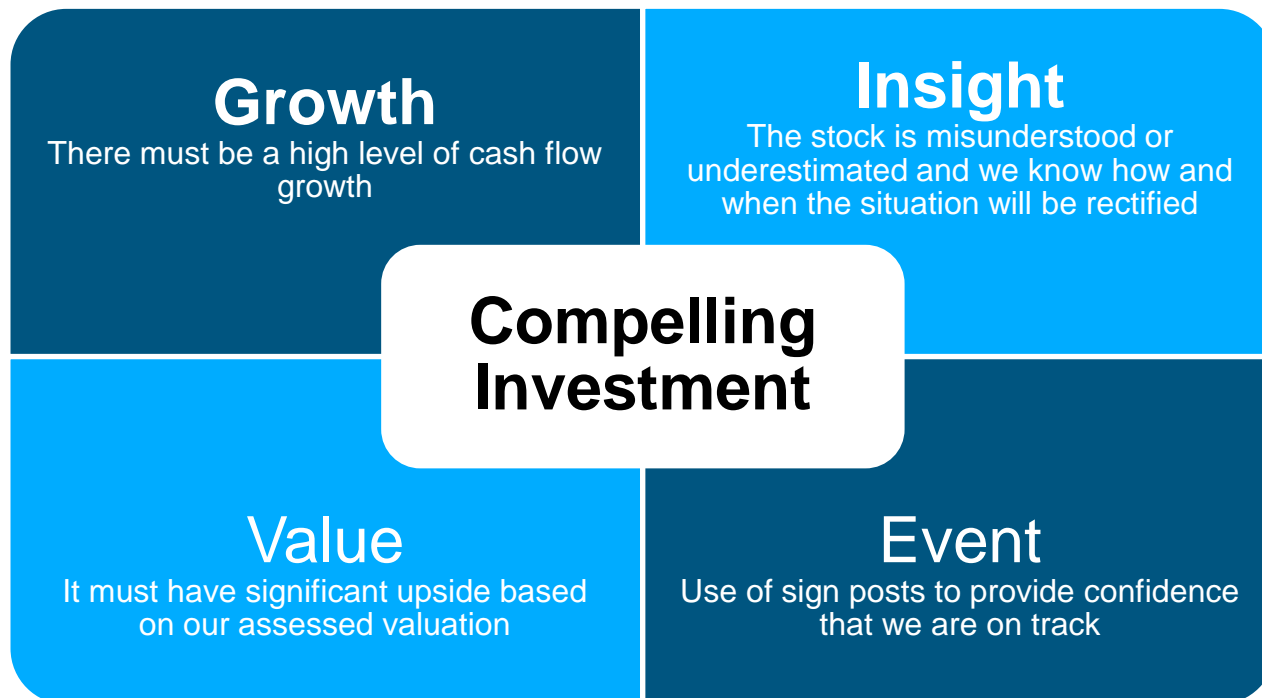 Growth
There must be a high level of cash flow
growth
Insight
The stock is misunderstood or
underestimated and we know how and
when the situation will be rectified
Compelling
Investment
Value
It must have significant upside based
on our assessed valuation
Event
Use of sign posts to provide confidence
that we are on track